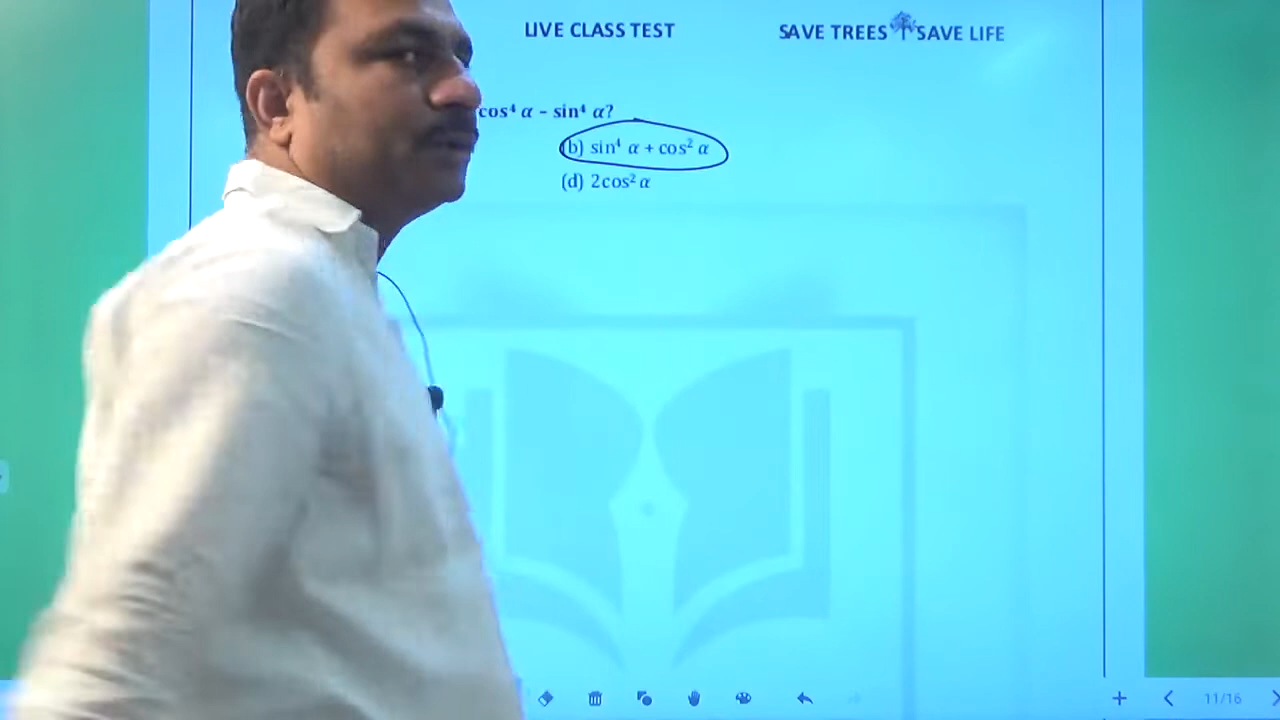 LIVE CLASS TEST
SAVE TREES SAVE LIFE
cos⁴ α – sin⁴ α?
(b) sin⁴ α + cos² α
(d) 2cos² α
11/16